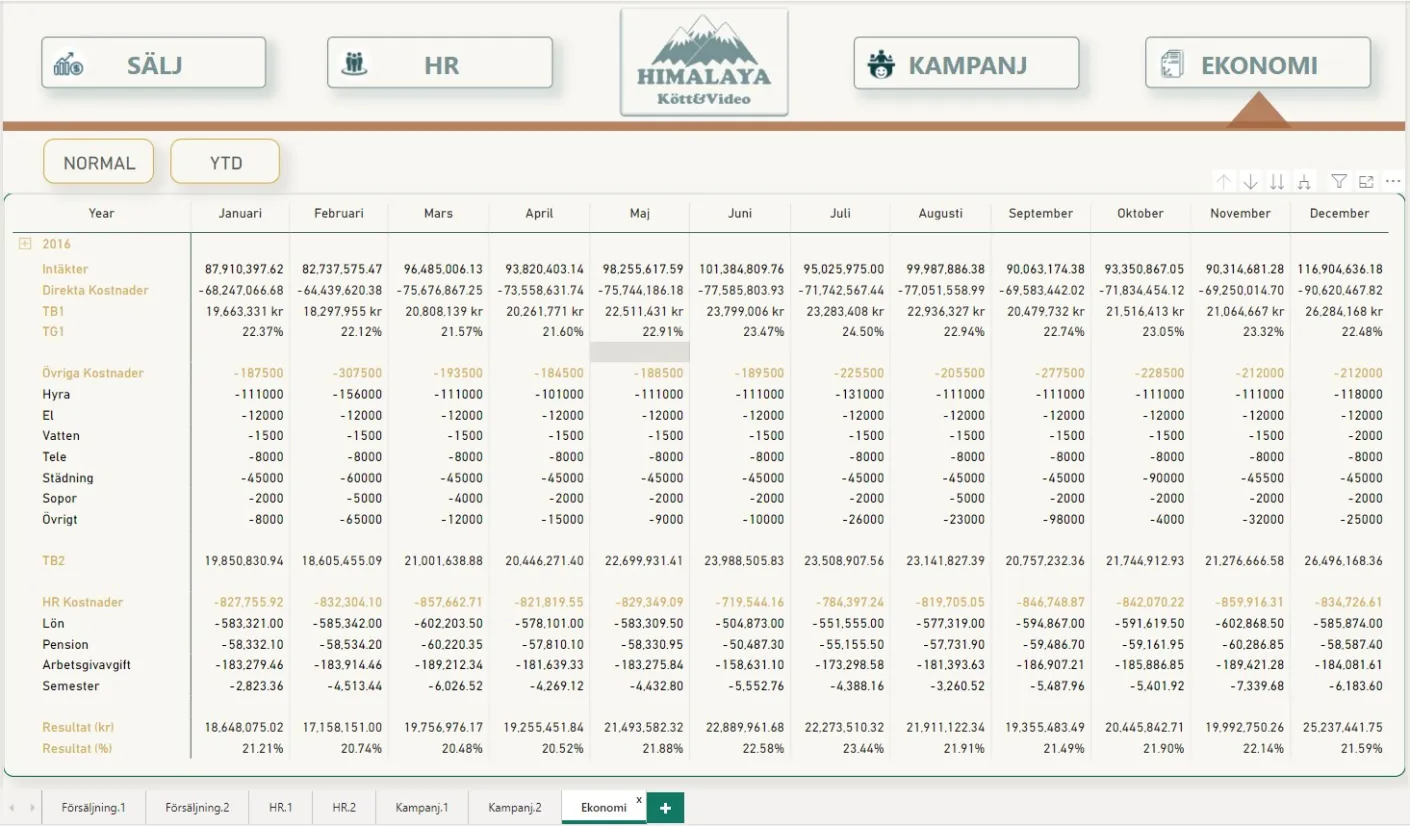 SÄLJ HR HIMALAYA KAMPANJ EKONOMI
Kött&Video
NORMAL YTD
Year Januari Februari Mars April Maj Juni Juli Augusti September Oktober November December
2016
Intäkter 87,910,397.62 82,737,575.47 96,485,006.13 93,820,403.14 98,255,617.59 101,384,809.76 95,025,975.00 99,987,886.38 90,063,174.38 93,350,867.05 90,314,681.28 116,904,636.18
Direkta Kostnader -68,247,066.68 -64,439,620.38 -75,676,867.25 -73,558,631.74 -75,744,186.18 -77,585,803.93 -71,742,567.44 -77,051,558.99 -69,583,442.02 -71,834,454.12 -69,250,014.70 -90,620,467.82
TB1 19,663,331 kr 18,297,955 kr 20,808,139 kr 20,261,771 kr 22,511,431 kr 23,799,006 kr 23,283,408 kr 22,936,327 kr 20,479,732 kr 21,516,413 kr 21,064,667 kr 26,284,168 kr
TG1 22.37% 22.12% 21.57% 21.60% 22.91% 23.47% 24.50% 22.94% 22.74% 23.05% 23.32% 22.48%
Övriga Kostnader -187500 -307500 -193500 -184500 -188500 -189500 -225500 -205500 -277500 -228500 -212000 -212000
Hyra -111000 -156000 -111000 -101000 -111000 -111000 -131000 -111000 -111000 -111000 -111000 -118000
El -12000 -12000 -12000 -12000 -12000 -12000 -12000 -12000 -12000 -12000 -12000 -12000
Vatten -1500 -1500 -1500 -1500 -1500 -1500 -1500 -1500 -1500 -1500 -1500 -2000
Tele -8000 -8000 -8000 -8000 -8000 -8000 -8000 -8000 -8000 -8000 -8000 -8000
Städning -45000 -60000 -45000 -45000 -45000 -45000 -45000 -45000 -45000 -90000 -45500 -45000
Sopor -2000 -5000 -4000 -2000 -2000 -2000 -2000 -5000 -2000 -2000 -2000 -2000
Övrigt -8000 -65000 -12000 -15000 -9000 -10000 -26000 -23000 -98000 -4000 -32000 -25000
TB2 19,850,830.94 18,605,455.09 21,001,638.88 20,446,271.40 22,699,931.41 23,988,505.83 23,508,907.56 23,141,827.39 20,757,232.36 21,744,912.93 21,276,666.58 26,496,168.36
HR Kostnader -827,755.92 -832,304.10 -857,662.71 -821,819.55 -829,349.09 -719,544.16 -784,397.24 -819,705.05 -846,748.87 -842,070.22 -859,916.31 -834,726.61
Lön -583,321.00 -585,342.00 -602,203.50 -578,101.00 -583,309.50 -504,873.00 -551,555.00 -577,319.00 -594,867.00 -591,619.50 -602,868.50 -585,874.00
Pension -58,332.10 -58,534.20 -60,220.35 -57,810.10 -58,330.95 -50,487.30 -55,155.50 -57,731.90 -59,486.70 -59,161.95 -60,286.85 -58,587.40
Arbetsgivavgift -183,279.46 -183,914.46 -189,212.34 -181,639.33 -183,275.84 -158,631.10 -173,298.58 -181,393.63 -186,907.21 -185,886.85 -189,421.28 -184,081.61
Semester -2,823.36 -4,513.44 -6,026.52 -4,269.12 -4,432.80 -5,552.76 -4,388.16 -3,260.52 -5,487.96 -5,401.92 -7,339.68 -6,183.60
Resultat (kr) 18,648,075.02 17,158,151.00 19,756,976.17 19,255,451.84 21,493,582.32 22,889,961.68 22,273,510.32 21,911,122.34 19,355,483.49 20,445,842.71 19,992,750.26 25,237,441.75
Resultat (%) 21.21% 20.74% 20.48% 20.52% 21.88% 22.58% 23.44% 21.91% 21.49% 21.90% 22.14% 21.59%
Försäljning.1 Försäljning.2 HR.1 HR.2 Kampanj.1 Kampanj.2 Ekonomi x +